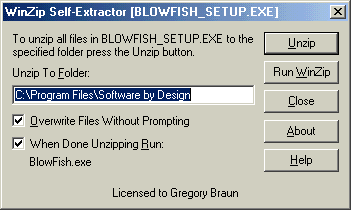 WinZip Self-Extractor [BLOWFISH_SETUP.EXE]
To unzip all files in BLOWFISH_SETUP.EXE to the
specified folder press the Unzip button.
Unzip To Folder:
C:\Program Files\Software by Design
Overwrite Files Without Prompting
When Done Unzipping Run:
BlowFish.exe
Unzip
Run WinZip
Close
About
Help
Licensed to Gregory Braun